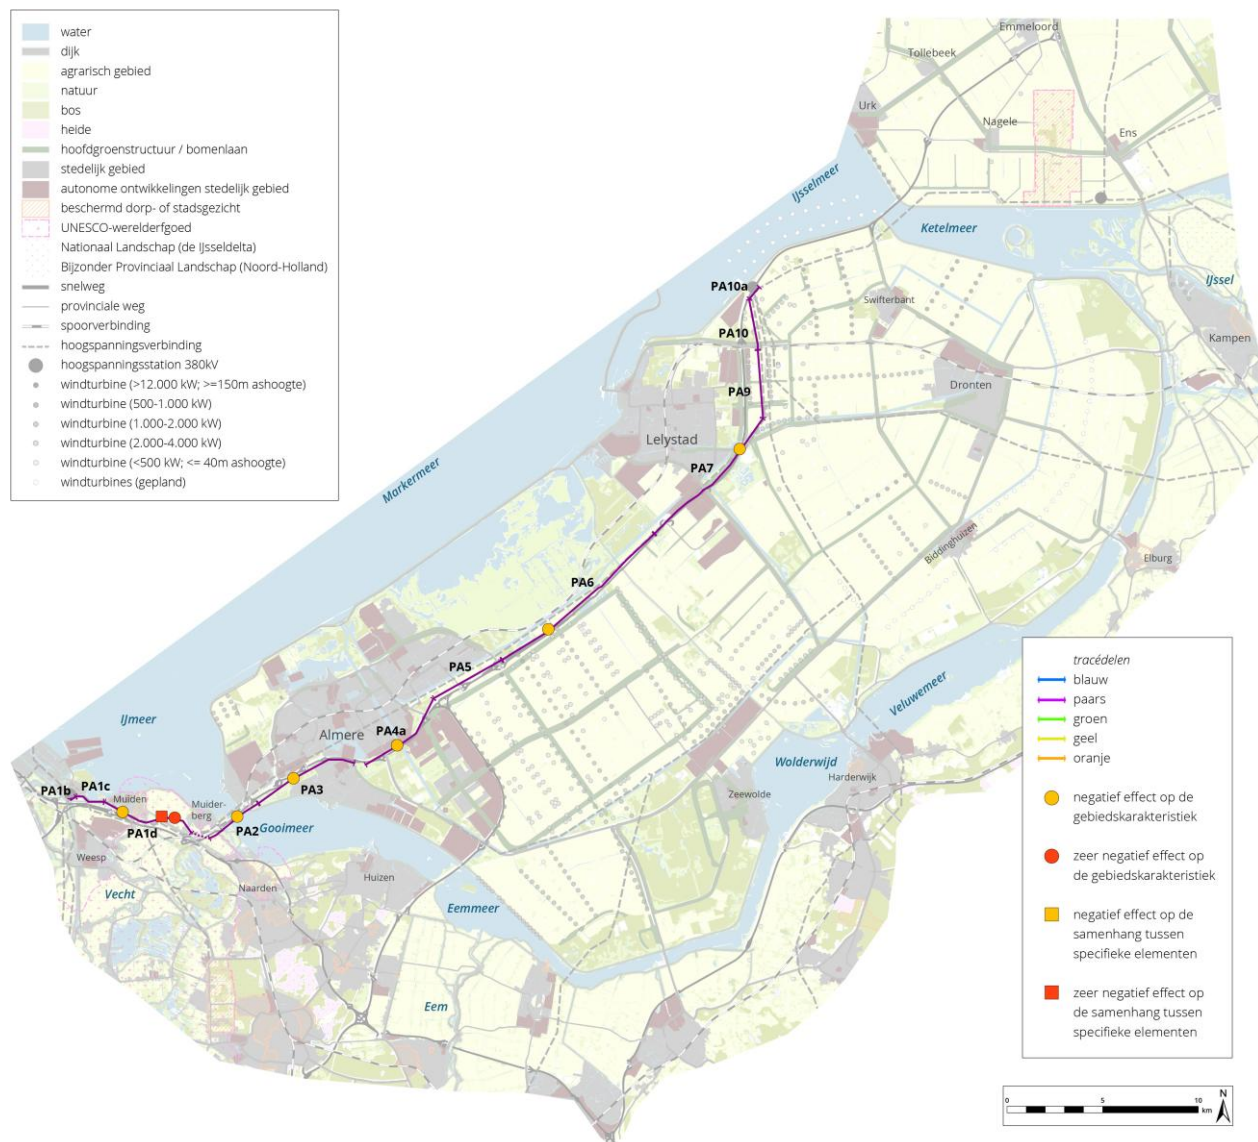 water
dijk
agrarisch gebied
natuur
bos
heide
hoofdgroenstructuur / bomenlaan
stedelijk gebied
autonome ontwikkelingen stedelijk gebied
beschermd dorp- of stadsgezicht
UNESCO-werelderfgoed
Nationaal Landschap (de IJsseldelta)
Bijzonder Provinciaal Landschap (Noord-Holland)
snelweg
provinciale weg
spoorverbinding
hoogspanningsverbinding
hoogspanningsstation 380kV
windturbine (>12.000 kW; >=150m ashoogte)
windturbine (500-1.000 kW)
windturbine (1.000-2.000 kW)
windturbine (2.000-4.000 kW)
windturbine (<500 kW; <= 40m ashoogte)
windturbines (gepland)
Emmeloord
Tollebeek
Urk
Nagele
Ens
IJsselmeer
Ketelmeer
IJssel
PA10a
Swifterbant
Kampen
PA10
Dronten
PA9
Lelystad
PA7
Markermeer
Biddinghuizen
Elburg
PA6
PA5
Veluwemeer
IJmeer
Almere
PA4a
Wolderwijd
Harderwijk
PA3
Zeewolde
PA1b
PA1c
Muiden
Muider-
berg
PA2
Gooimeer
PA1d
Weesp
Naarden
Huizen
Vecht
Eemmeer
Eem
tracédelen
blauw
paars
groen
geel
oranje
negatief effect op de
gebiedskarakteristiek
zeer negatief effect op
de gebiedskarakteristiek
negatief effect op de
samenhang tussen
specifieke elementen
zeer negatief effect op
de samenhang tussen
specifieke elementen
0 5 10
km
N